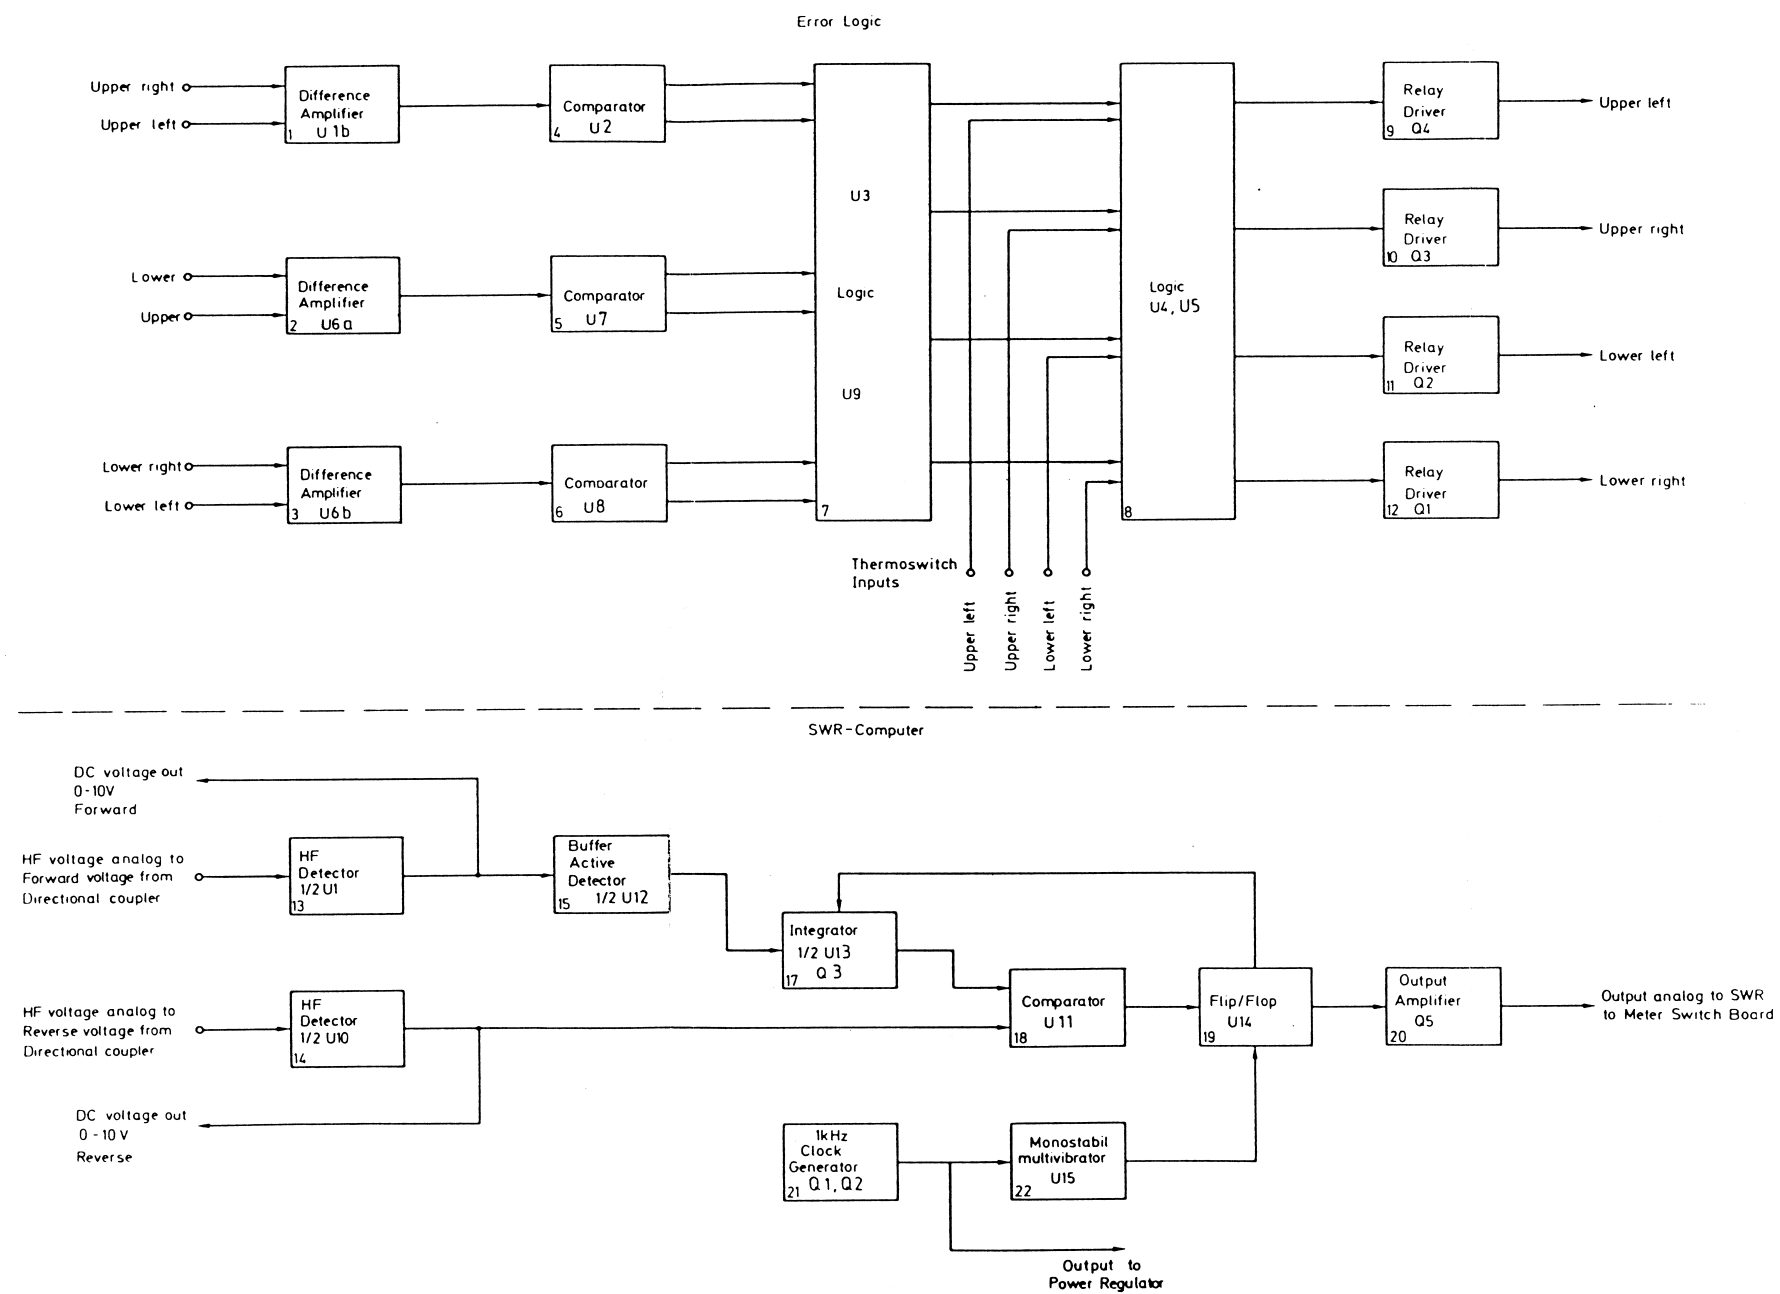 Error Logic
Upper right
Upper left
Difference
Amplifier
1 U1b
Comparator
4 U2
Lower
Upper
Difference
Amplifier
2 U6a
Comparator
5 U7
Lower right
Lower left
Difference
Amplifier
3 U6b
Comparator
6 U8
U3
Logic
U9
7
Thermoswitch
Inputs
Upper left
Upper right
Lower left
Lower right
Logic
U4, U5
8
Relay
Driver
9 Q4
Upper left
Relay
Driver
10 Q3
Upper right
Relay
Driver
11 Q2
Lower left
Relay
Driver
12 Q1
Lower right
SWR-Computer
DC voltage out
0-10V
Forward
HF voltage analog to
Forward voltage from
Directional coupler
HF
Detector
1/2 U1
13
Buffer
Active
Detector
15 1/2 U12
Integrator
1/2 U13
17 Q3
HF voltage analog to
Reverse voltage from
Directional coupler
HF
Detector
1/2 U10
14
Comparator
U11
18
Flip/Flop
U14
19
Output
Amplifier
Q5
20
Output analog to SWR
to Meter Switch Board
DC voltage out
0-10V
Reverse
1kHz
Clock
Generator
21 Q1, Q2
Monostabil
multivibrator
U15
22
Output to
Power Regulator